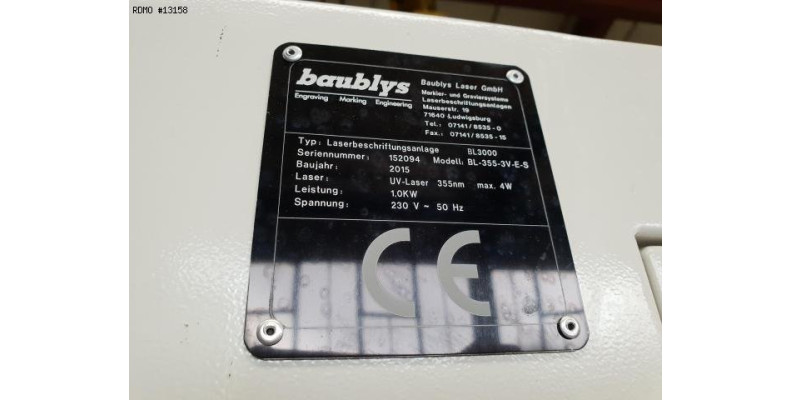 RDMO #13158
baublys
Engraving Marking Engineering
Baublys Laser GmbH
Markier- und Graviersysteme
Laserbeschriftungsanlagen
Mauserstr. 19
71640 Ludwigsburg
Tel.: 07141/8535-0
Fax.: 07141/8535-15
Typ: Laserbeschriftungsanlage BL3000
Seriennummer: 152094 Modell: BL-355-3V-E-S
Baujahr: 2015
Laser: UV-Laser 355nm max. 4W
Leistung: 1.0KW
Spannung: 230 V ~ 50 Hz
CE